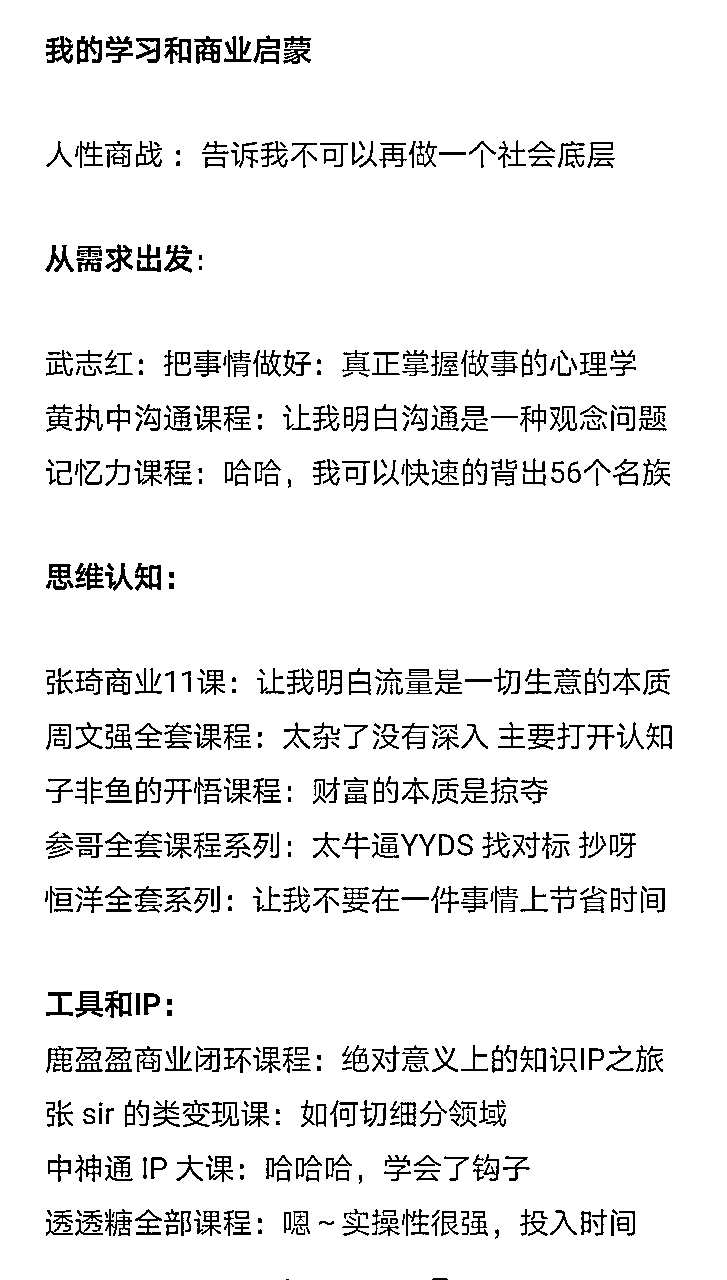 我的学习和商业启蒙
人性商战 ：告诉我不可以再做一个社会底层
从需求出发：
武志红：把事情做好：真正掌握做事的心理学
黄执中沟通课程：让我明白沟通是一种观念问题
记忆力课程：哈哈，我可以快速的背出56个名族
思维认知：
张琦商业11课：让我明白流量是一切生意的本质
周文强全套课程：太杂了没有深入 主要打开认知
子非鱼的开悟课程：财富的本质是掠夺
参哥全套课程系列：太牛逼YYDS 找对标 抄呀
恒洋全套系列：让我不要在一件事情上节省时间
工具和IP：
鹿盈盈商业闭环课程：绝对意义上的知识IP之旅
张 sir 的类变现课：如何切细分领域
中神通 IP 大课：哈哈哈，学会了钩子
透透糖全部课程：嗯～实操性很强，投入时间